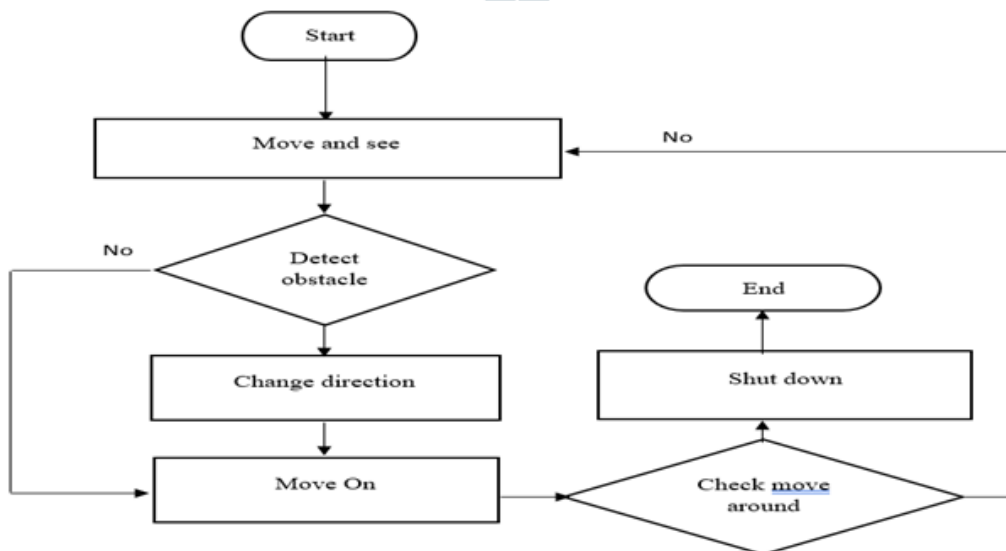 Start
Move and see
No
No
Detect
obstacle
End
Change direction
Shut down
Move On
Check move
around